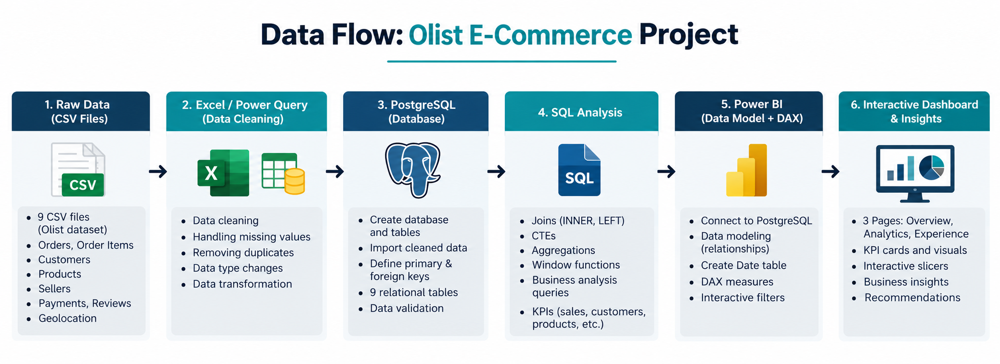 Data Flow: Olist E-Commerce Project
1. Raw Data
(CSV Files)
CSV
• 9 CSV files
(Olist dataset)
• Orders, Order Items
• Customers
• Products
• Sellers
• Payments, Reviews
• Geolocation
2. Excel / Power Query
(Data Cleaning)
X
• Data cleaning
• Handling missing values
• Removing duplicates
• Data type changes
• Data transformation
3. PostgreSQL
(Database)
• Create database
and tables
• Import cleaned data
• Define primary &
foreign keys
• 9 relational tables
• Data validation
4. SQL Analysis
SQL
• Joins (INNER, LEFT)
• CTEs
• Aggregations
• Window functions
• Business analysis
queries
• KPIs (sales, customers,
products, etc.)
5. Power BI
(Data Model + DAX)
• Connect to PostgreSQL
• Data modeling
(relationships)
• Create Date table
• DAX measures
• Interactive filters
6. Interactive Dashboard
& Insights
• 3 Pages: Overview,
Analytics, Experience
• KPI cards and visuals
• Interactive slicers
• Business insights
• Recommendations